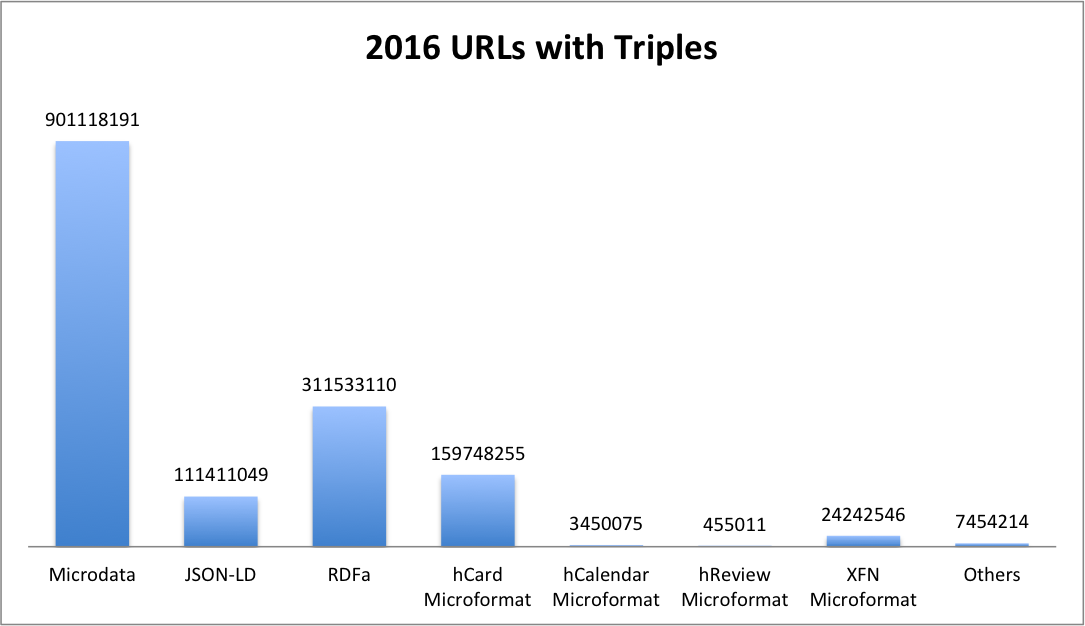 2016 URLs with Triples
901118191
111411049
311533110
159748255
3450075
455011
24242546
7454214
Microdata
JSON-LD
RDFa
hCard
Microformat
hCalendar
Microformat
hReview
Microformat
XFN
Microformat
Others